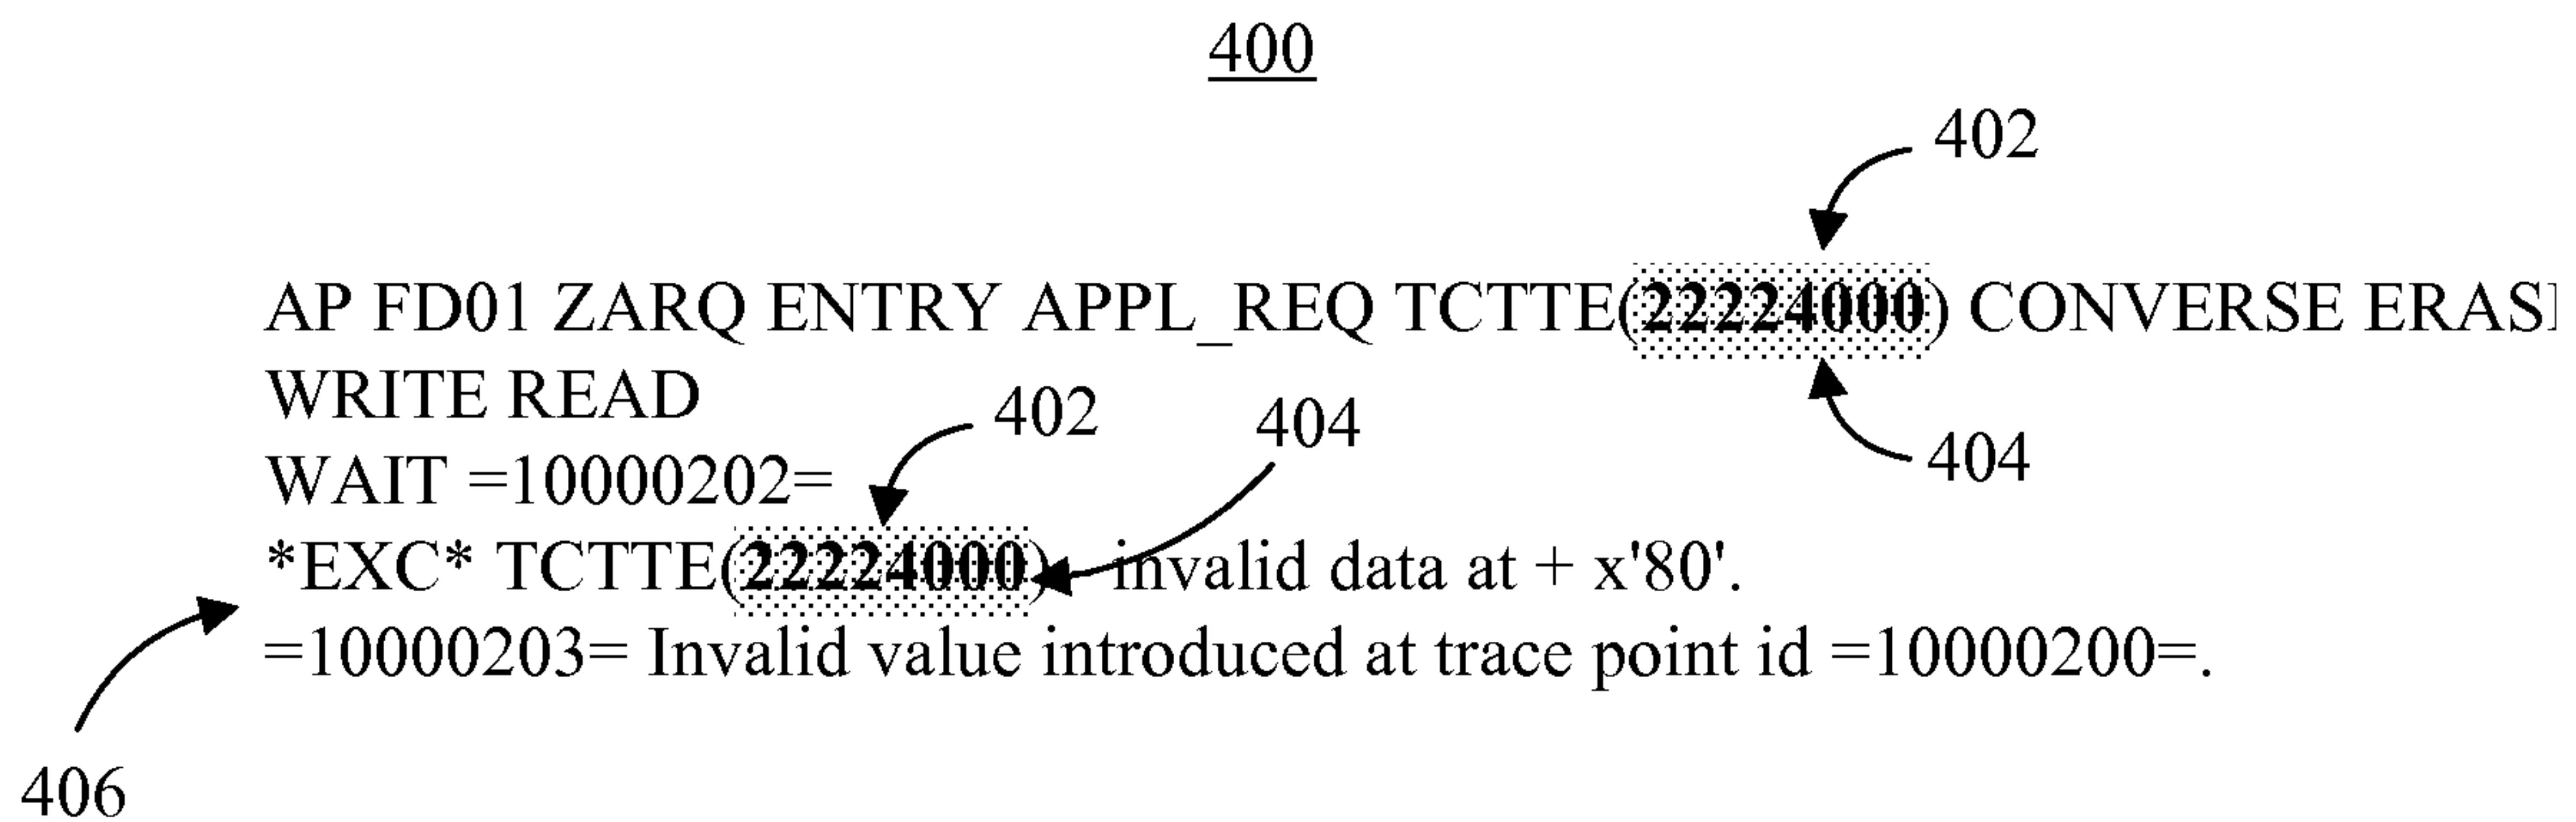 400
402
AP FD01 ZARQ ENTRY APPL_REQ TCTTE(22224000) CONVERSE
WRITE READ
402
404
404
WAIT =10000202=
*EXC* TCTTE(22224000) invalid data at + x'80'.
=10000203= Invalid value introduced at trace point id =10000200=.
406